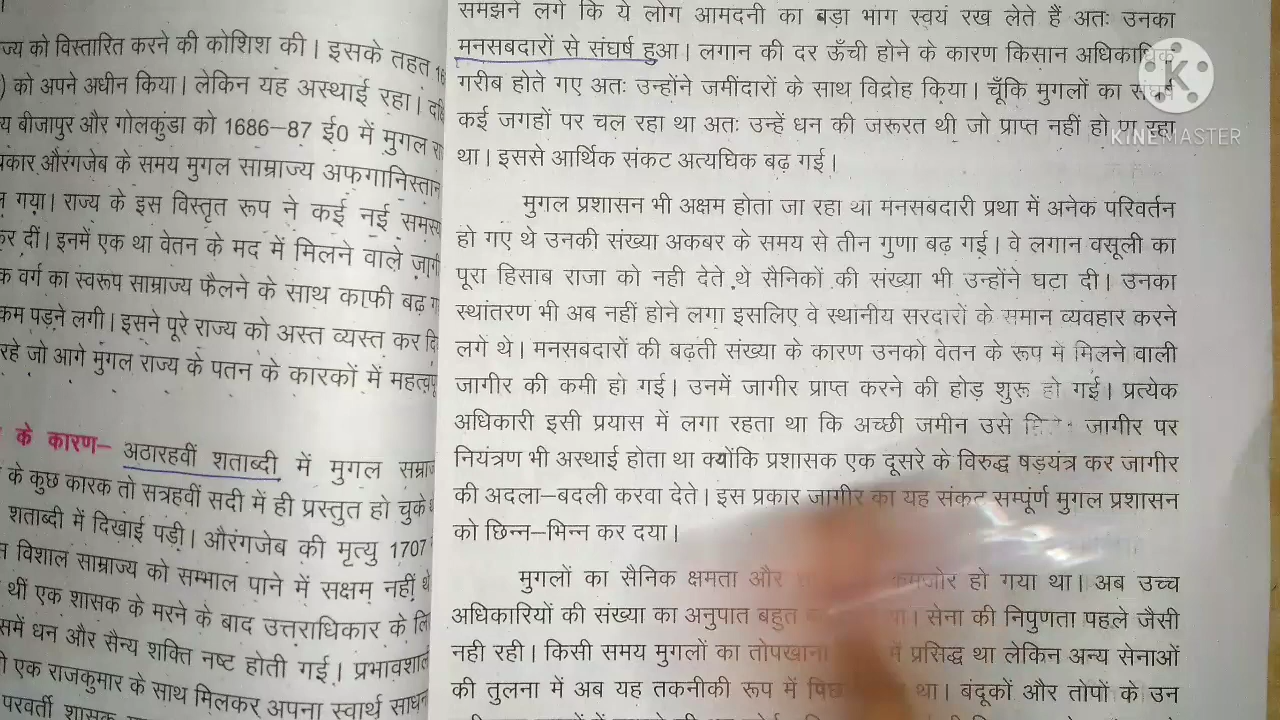 ज्य को विस्तारित करने की कोशिश की। इसके तहत
) को अपने अधीन किया। लेकिन यह अस्थाई रहा।
य बीजापुर और गोलकुंडा को 1686–87 ई0 में मुगल
प्रकार औरंगजेब के समय मुगल साम्राज्य अफगानिस्तान
गया। राज्य के इस विस्तृत रूप ने कई नई
कर दीं। इनमें एक था वेतन के मद में मिलने वाले
क वर्ग का स्वरूप साम्राज्य फैलने के साथ काफी बढ़
कम पड़ने लगी। इसने पूरे राज्य को अस्त व्यस्त कर
रहे जो आगे मुगल राज्य के पतन के कारकों में
के कारण– अठारहवीं शताब्दी में मुगल
के कुछ कारक तो सत्रहवीं सदी में ही प्रस्तुत हो चुके
शताब्दी में दिखाई पड़ी। औरंगजेब की मृत्यु 1707
विशाल साम्राज्य को सम्भाल पाने में सक्षम नहीं
थीं एक शासक के मरने के बाद उत्तराधिकार के
समें धन और सैन्य शक्ति नष्ट होती गई।
एक राजकुमार के साथ मिलकर अपना स्वार्थ
परवर्ती शासक
समझने लगे कि ये लोग आमदनी का बड़ा भाग स्वयं रख लेते हैं अतः उनका
मनसबदारों से संघर्ष हुआ। लगान की दर ऊँची होने के कारण किसान अधिकाधिक
गरीब होते गए अतः उन्होंने जमींदारों के साथ विद्रोह किया। चूँकि मुगलों का
कई जगहों पर चल रहा था अतः उन्हें धन की जरूरत थी जो प्राप्त नहीं हो पा रहा
था। इससे आर्थिक संकट अत्यधिक बढ़ गई।
मुगल प्रशासन भी अक्षम होता जा रहा था मनसबदारी प्रथा में अनेक परिवर्तन
हो गए थे उनकी संख्या अकबर के समय से तीन गुणा बढ़ गई। वे लगान वसूली का
पूरा हिसाब राजा को नही देते थे सैनिकों की संख्या भी उन्होंने घटा दी। उनका
स्थांतरण भी अब नहीं होने लगा इसलिए वे स्थानीय सरदारों के समान व्यवहार करने
लगें थे। मनसबदारों की बढ़ती संख्या के कारण उनको वेतन के रूप में मिलने वाली
जागीर की कमी हो गई। उनमें जागीर प्राप्त करने की होड़ शुरू हो गई। प्रत्येक
अधिकारी इसी प्रयास में लगा रहता था कि अच्छी जमीन उसे जागीर पर
नियंत्रण भी अस्थाई होता था क्योंकि प्रशासक एक दूसरे के विरुद्ध षड़यंत्र कर जागीर
की अदला–बदली करवा देते। इस प्रकार जागीर का यह संकट सम्पूर्ण मुगल प्रशासन
को छिन्न–भिन्न कर दया।
मुगलों का सैनिक क्षमता और कमजोर हो गया था। अब उच्च
अधिकारियों की संख्या का अनुपात बहुत सेना की निपुणता पहले जैसी
नही रही। किसी समय मुगलों का तोपखाना में प्रसिद्ध था लेकिन अन्य सेनाओं
की तुलना में अब यह तकनीकी रूप में था। बंदूकों और तोपों के उन
K
KINEMASTER